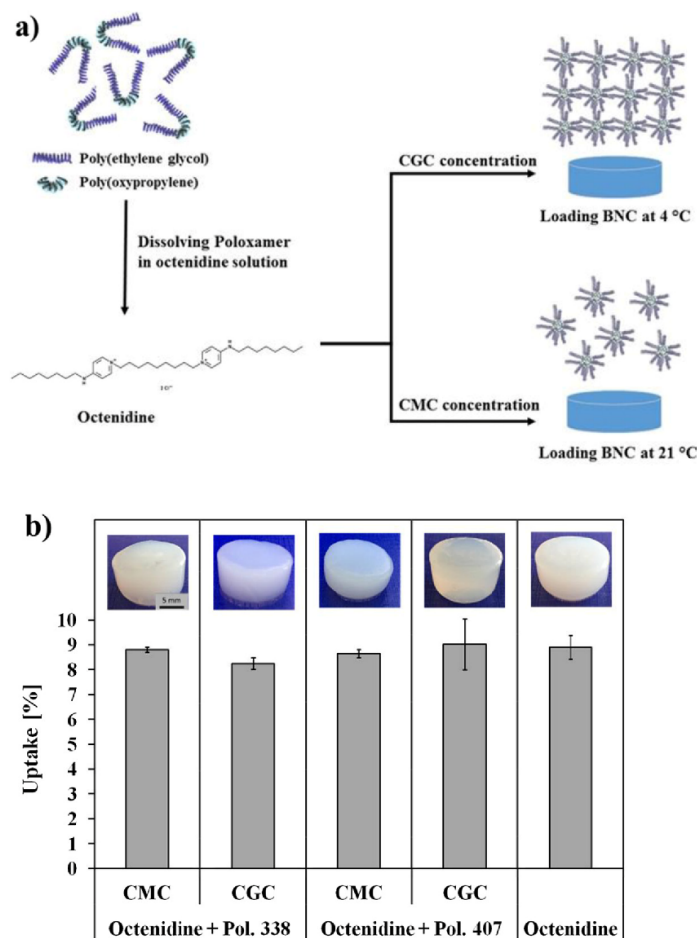 a)
Poly(ethylene glycol)
Poly(oxypropylene)
Dissolving Poloxamer
in octenidine solution
Octenidine
CGC concentration
Loading BNC at 4 °C
CMC concentration
Loading BNC at 21 °C
b)
5 mm
Uptake [%]
10
9
8
7
6
5
4
3
2
1
0
CMC CGC CMC CGC
Octenidine + Pol. 338 Octenidine + Pol. 407 Octenidine